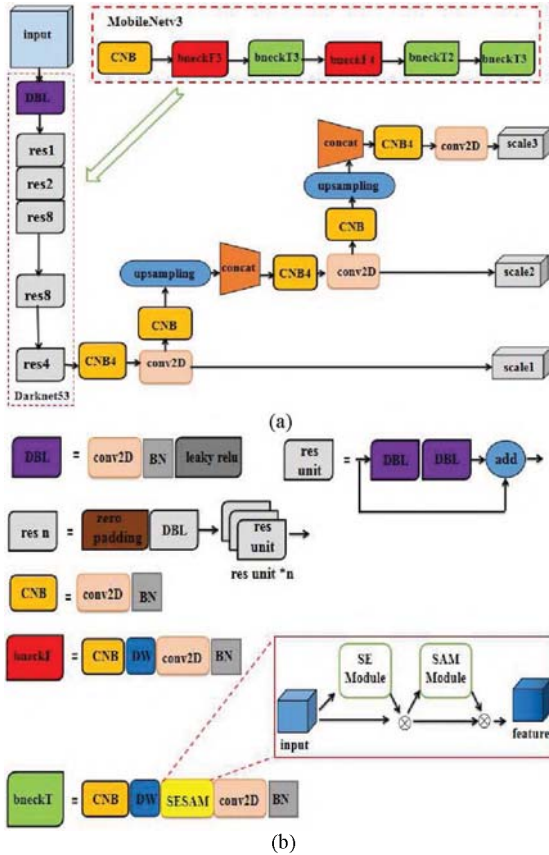 MobileNetv3
input
CNB
bneckF3
bneckT3
bneckF4
bneckT2
bneckT3
DBL
res1
res2
res8
res8
res4
Darknet53
concat
CNB4
conv2D
scale3
upsampling
CNB
upsampling
concat
CNB4
conv2D
scale2
CNB
CNB4
conv2D
scale1
(a)
DBL = conv2D BN leaky relu
res unit = DBL DBL add
res n = zero padding DBL res unit
res unit *n
CNB = conv2D BN
bneckF = CNB DW conv2D BN
SE Module
SAM Module
input
feature
bneckT = CNB DW SESAM conv2D BN
(b)